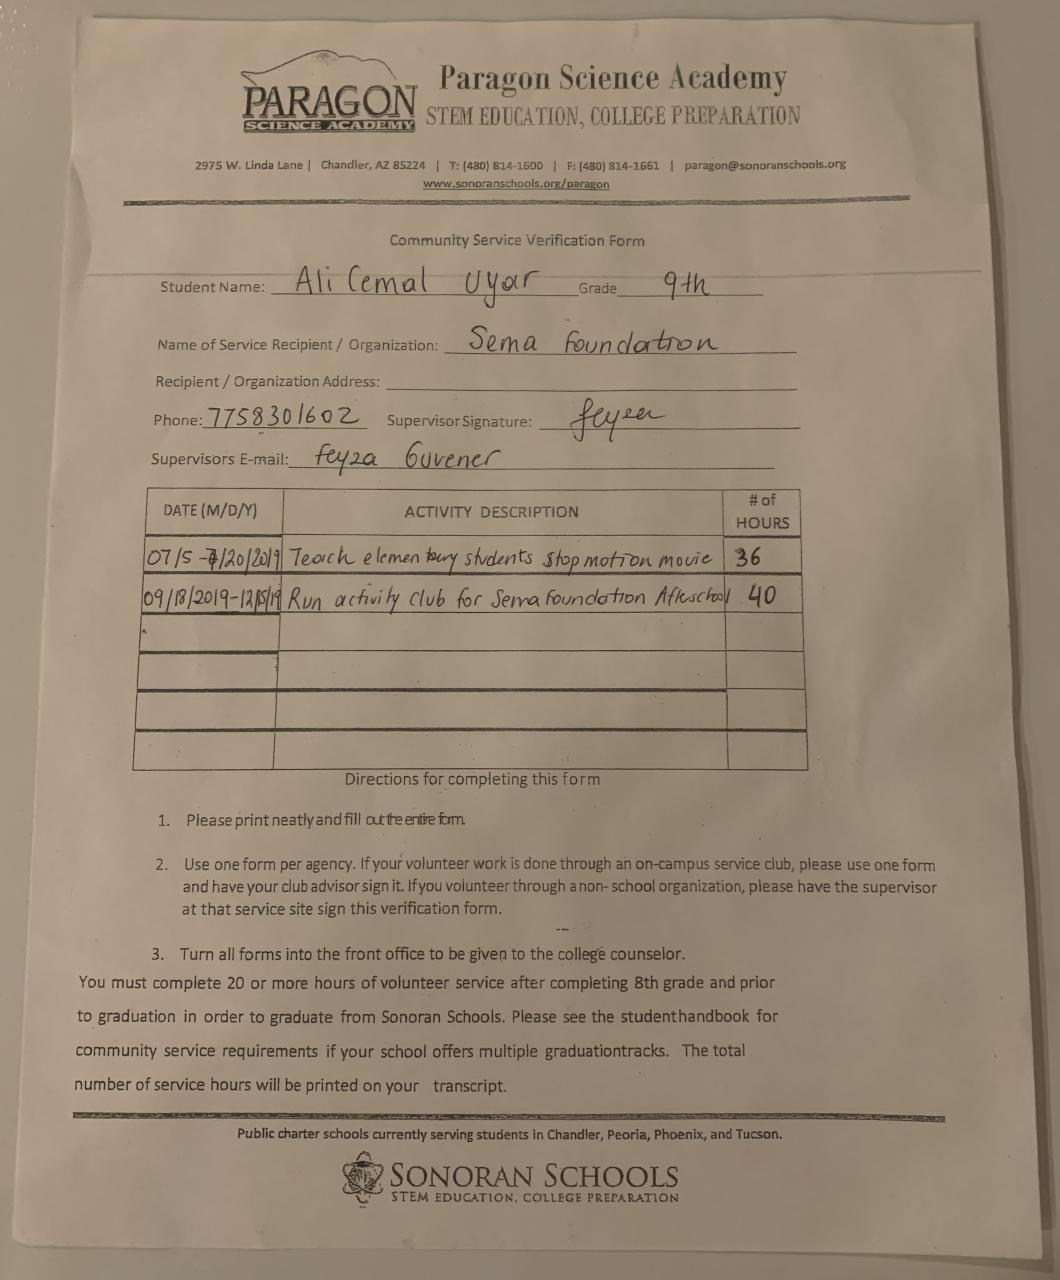 PARAGON
SCIENCE ACADEMY
Paragon Science Academy
STEM EDUCATION, COLLEGE PREPARATION
2975 W. Linda Lane | Chandler, AZ 85224 | T: (480) 814-1600 | F: (480) 814-1661 | paragon@sonoranschools.org
www.sonoranschools.org/paragon
Community Service Verification Form
Student Name: Ali Cemal Uyar Grade 9th
Name of Service Recipient / Organization: Sema Foundation
Recipient / Organization Address:
Phone: 7758301602 Supervisor Signature:
Supervisors E-mail: feyza Guvener
DATE (M/D/Y) ACTIVITY DESCRIPTION # of HOURS
07/5 -7/20/2019 Teach elementary students stop motion movie 36
09/18/2019-12/15/19 Run activity club for Sema Foundation Afterschool 40
Directions for completing this form
1. Please print neatly and fill out the entire form.
2. Use one form per agency. If your volunteer work is done through an on-campus service club, please use one form
and have your club advisor sign it. If you volunteer through a non- school organization, please have the supervisor
at that service site sign this verification form.
3. Turn all forms into the front office to be given to the college counselor.
You must complete 20 or more hours of volunteer service after completing 8th grade and prior
to graduation in order to graduate from Sonoran Schools. Please see the studenthandbook for
community service requirements if your school offers multiple graduationtracks. The total
number of service hours will be printed on your transcript.
Public charter schools currently serving students in Chandler, Peoria, Phoenix, and Tucson.
SONORAN SCHOOLS
STEM EDUCATION, COLLEGE PREPARATION